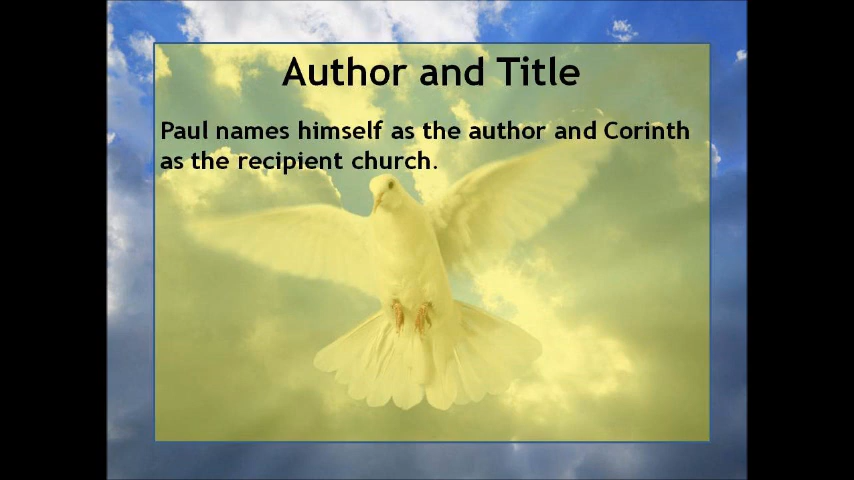 Author and Title
Paul names himself as the author and Corinth
as the recipient church.